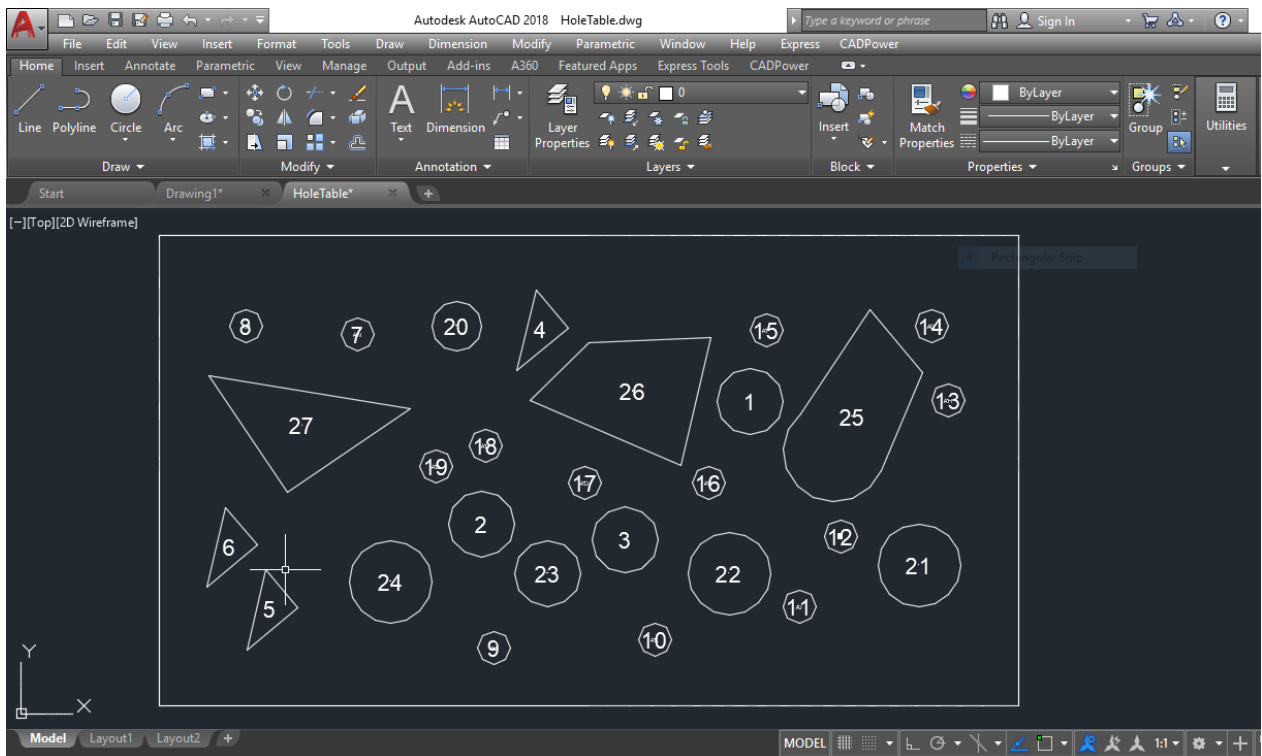 Autodesk AutoCAD 2018 HoleTable.dwg Type a keyword or phrase Sign In
File Edit View Insert Format Tools Draw Dimension Modify Parametric Window Help Express CADPower
Home Insert Annotate Parametric View Manage Output Add-ins A360 Featured Apps Express Tools CADPower
0 ByLayer
Line Polyline Circle Arc Text Dimension Layer Properties Insert Match Properties ByLayer Group Utilities
ByLayer
Draw Modify Annotation Layers Block Properties Groups
Start Drawing1* HoleTable* +
[−][Top][2D Wireframe]
Rectangular Snip
8 7 20 4 15 14
26 1 13
27 25
18
19 17 16
2 3 12
6 24 23 22 21
5 11
9 10
Y
X
Model Layout1 Layout2 + MODEL 1:1